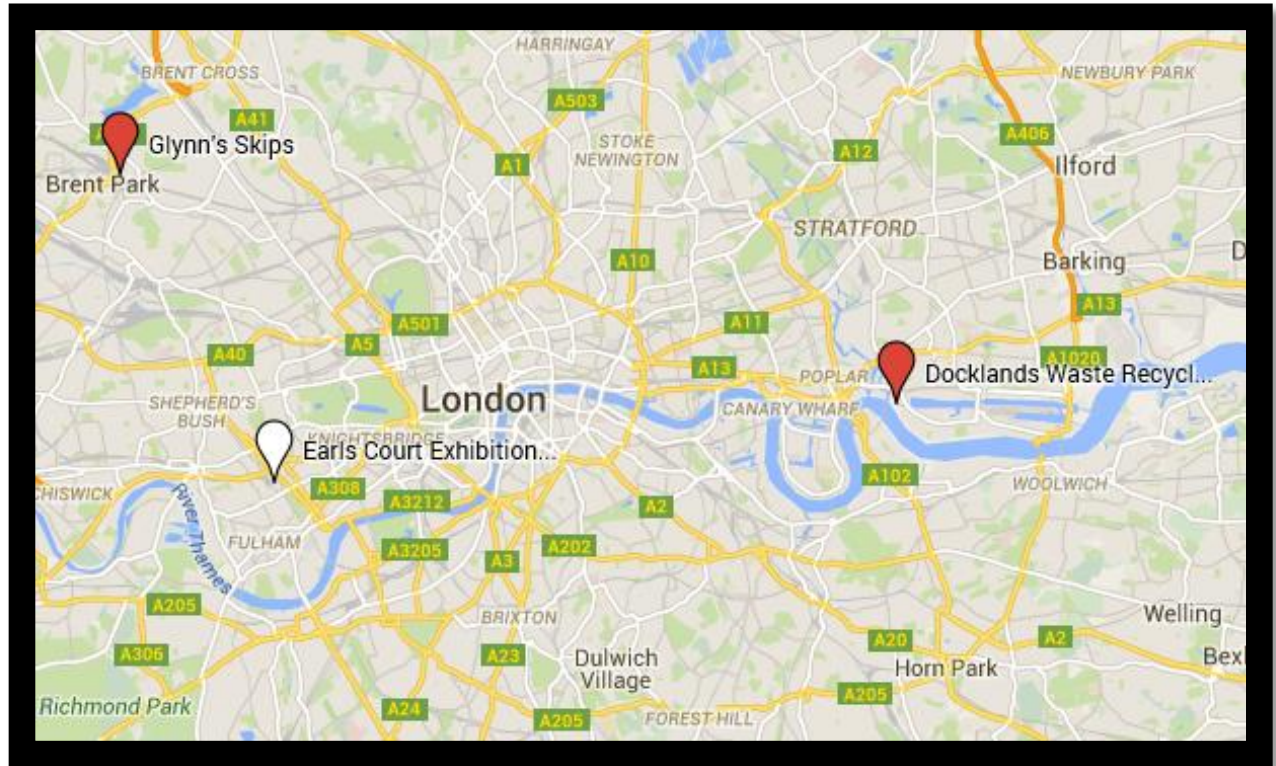 HARRINGAY
BRENT CROSS
NEWBURY PARK
A503
A41
A406
Glynn's Skips
STOKE
NEWINGTON
A12
A1
Ilford
Brent Park
STRATFORD
A10
Barking
D
A13
A501
A11
A5
A40
A13
A1020
POPLAR
Docklands Waste Recycl...
London
SHEPHERD'S
BUSH
CANARY WHARF
KNIGHTSBRIDGE
Earls Court Exhibition...
A308
A102
CHISWICK
A3212
A2
WOOLWICH
River Thames
FULHAM
A3205
A202
A3
A205
BRIXTON
Welling
A306
A23
Dulwich
Village
A20
A2
Horn Park
Bexl
Richmond Park
A24
A205
FOREST HILL
A205